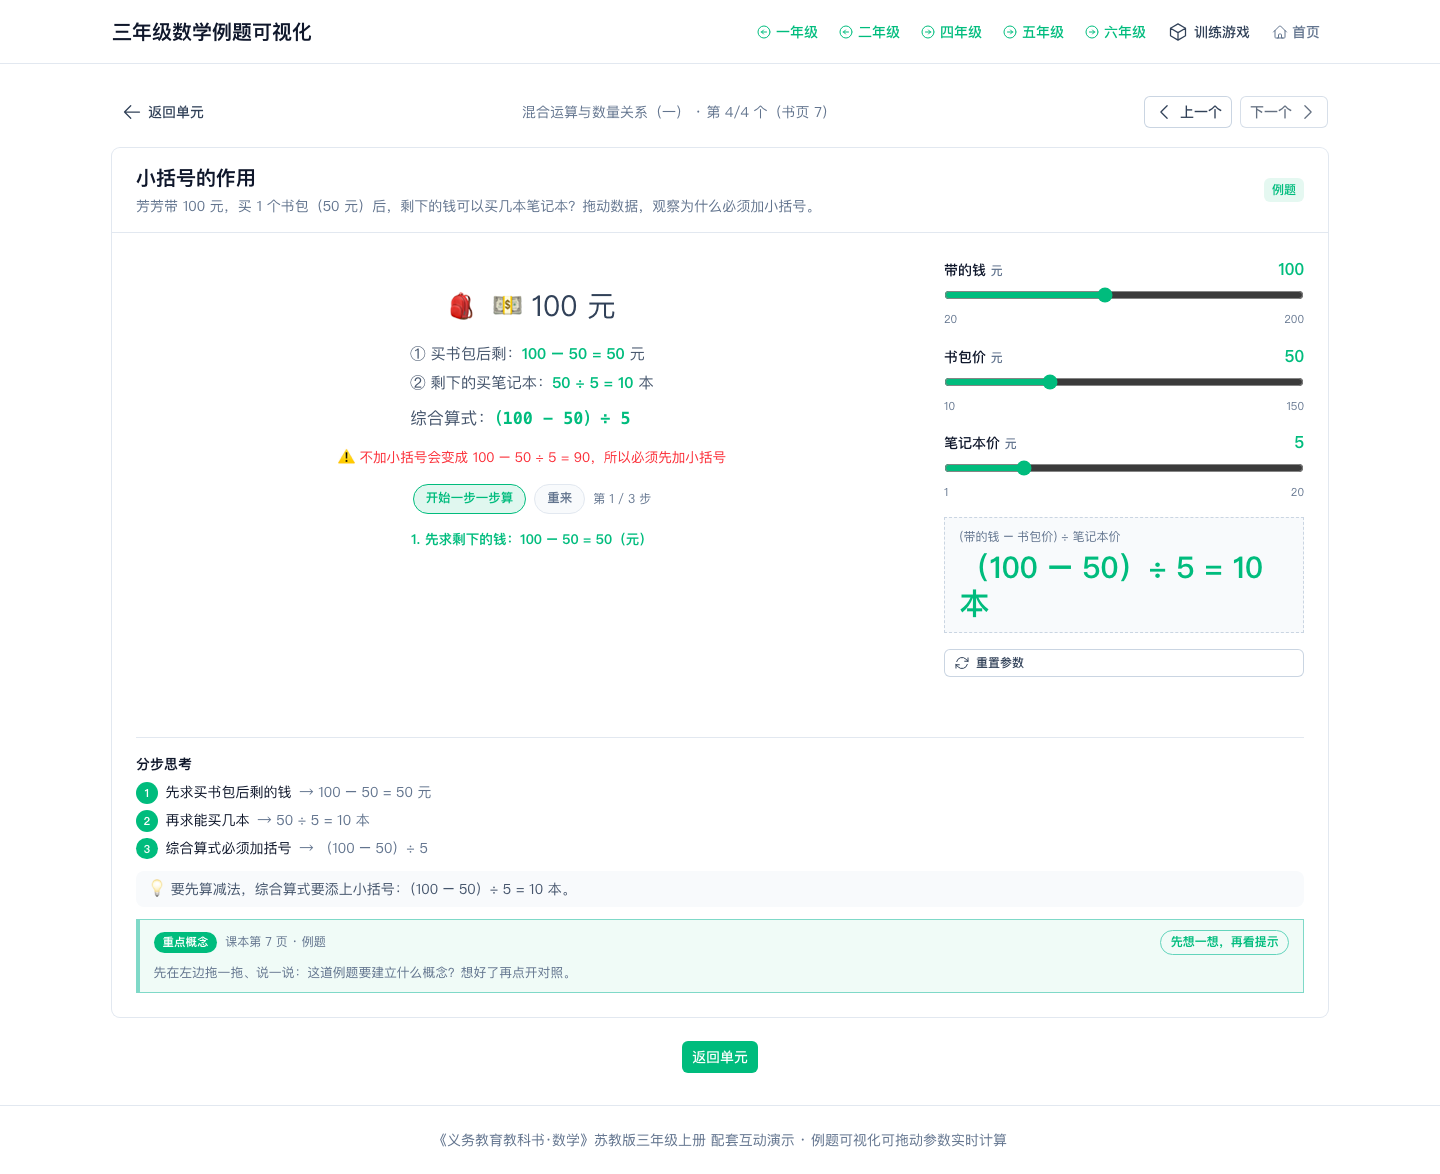 三年级数学例题可视化
一年级 二年级 四年级 五年级 六年级 训练游戏 首页
返回单元 混合运算与数量关系（一） · 第 4/4 个（书页 7） 上一个 下一个
小括号的作用
芳芳带 100 元，买 1 个书包（50 元）后，剩下的钱可以买几本笔记本？拖动数据，观察为什么必须加小括号。
例题
100 元
① 买书包后剩：100 − 50 = 50 元
② 剩下的买笔记本：50 ÷ 5 = 10 本
综合算式：(100 − 50) ÷ 5
不加小括号会变成 100 − 50 ÷ 5 = 90，所以必须先加小括号
开始一步一步算 重来 第 1 / 3 步
1. 先求剩下的钱：100 − 50 = 50（元）
带的钱 元 100
20 200
书包价 元 50
10 150
笔记本价 元 5
1 20
(带的钱 − 书包价) ÷ 笔记本价
（100 − 50）÷ 5 = 10
本
重置参数
分步思考
1 先求买书包后剩的钱 → 100 − 50 = 50 元
2 再求能买几本 → 50 ÷ 5 = 10 本
3 综合算式必须加括号 → （100 − 50）÷ 5
要先算减法，综合算式要添上小括号：(100 − 50）÷ 5 = 10 本。
重点概念 课本第 7 页 · 例题 先想一想，再看提示
先在左边拖一拖、说一说：这道例题要建立什么概念？想好了再点开对照。
返回单元
《义务教育教科书·数学》苏教版三年级上册 配套互动演示 · 例题可视化可拖动参数实时计算